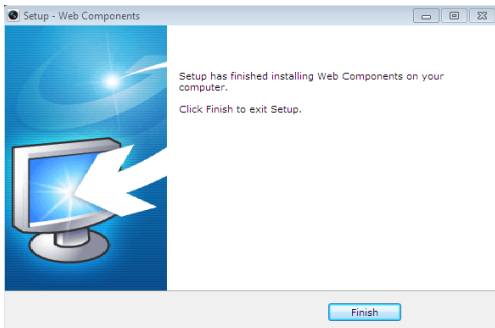 Setup - Web Components
Setup has finished installing Web Components on your
computer.
Click Finish to exit Setup.
Finish